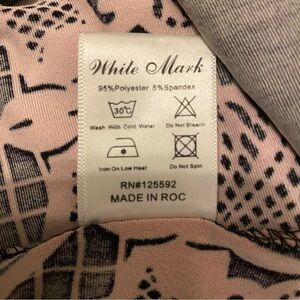 White Mark
95%Polyester 5%Spandex
30°C
Wash With Cold Water Do Not Bleach
Iron On Low Heat Do Not Spin
RN#125592
MADE IN ROC